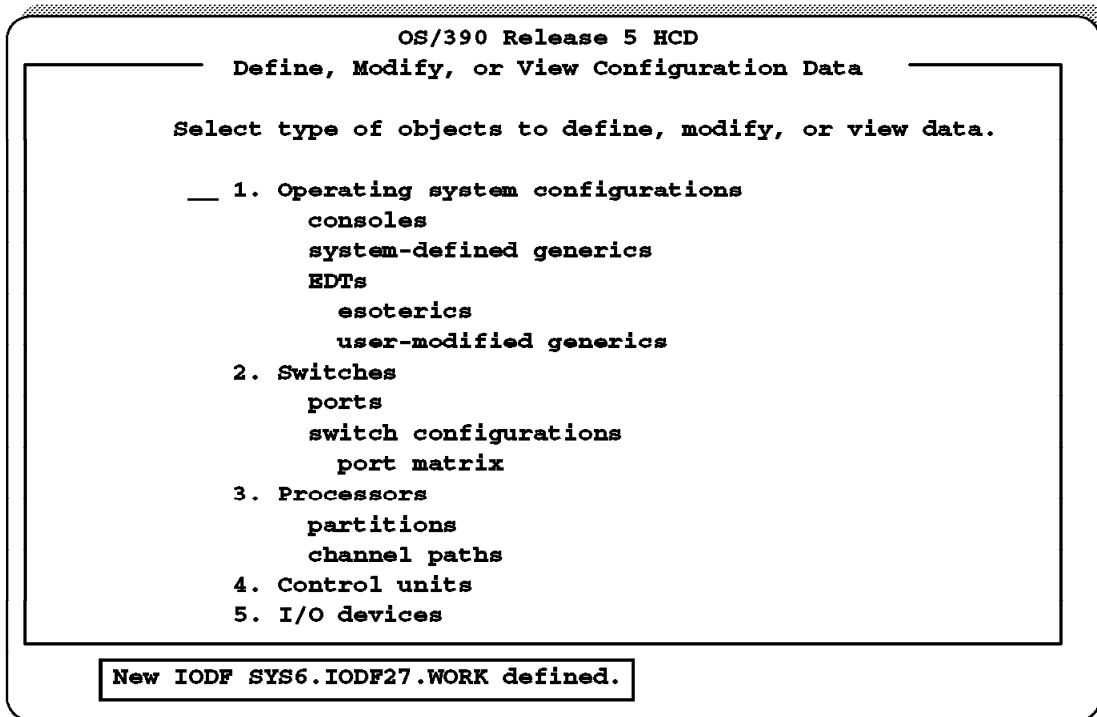 OS/390 Release 5 HCD
Define, Modify, or View Configuration Data
Select type of objects to define, modify, or view data.
__ 1. Operating system configurations
consoles
system-defined generics
EDTs
esoterics
user-modified generics
2. Switches
ports
switch configurations
port matrix
3. Processors
partitions
channel paths
4. Control units
5. I/O devices
New IODF SYS6.IODF27.WORK defined.